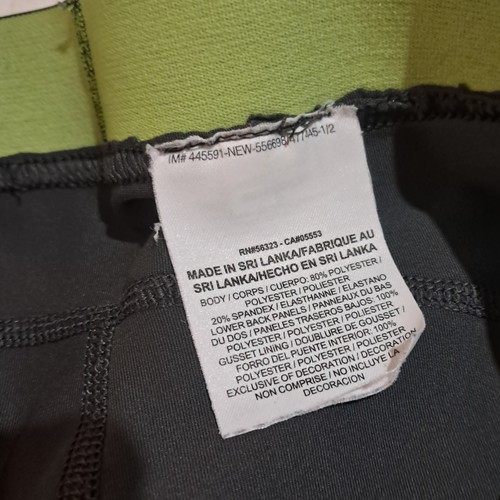 IM# 445591-NEW-556698/477/45-1/2
RN#56323 - CA#05553
MADE IN SRI LANKA/FABRIQUE AU
SRI LANKA/HECHO EN SRI LANKA
BODY / CORPS / CUERPO: 80% POLYESTER /
POLYESTER / POLIESTER
20% SPANDEX / ELASTHANNE / ELASTANO
LOWER BACK PANELS / PANNEAUX DU BAS
DU DOS / PANELES TRASEROS BAJOS: 100%
POLYESTER / POLYESTER / POLIESTER
GUSSET LINING / DOUBLURE DE GOUSSET /
FORRO DEL PUENTE INTERIOR: 100%
POLYESTER / POLYESTER / POLIESTER
EXCLUSIVE OF DECORATION / DECORATION
NON COMPRISE / NO INCLUYE LA
DECORACION